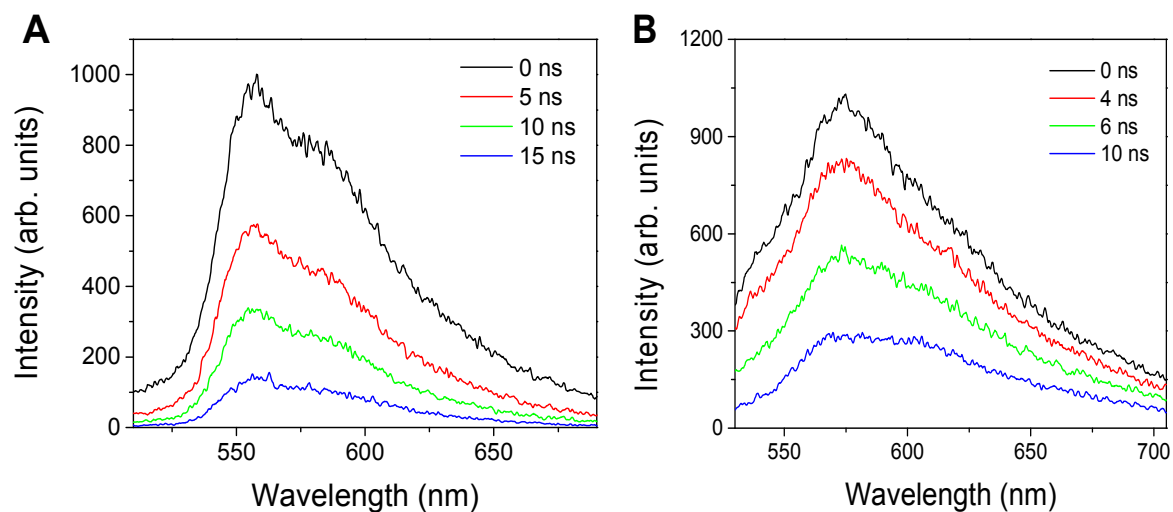 A
Intensity (arb. units)
1000
800
600
400
200
0
0 ns
5 ns
10 ns
15 ns
550
600
650
Wavelength (nm)
B
Intensity (arb. units)
1200
900
600
300
0
0 ns
4 ns
6 ns
10 ns
550
600
650
700
Wavelength (nm)